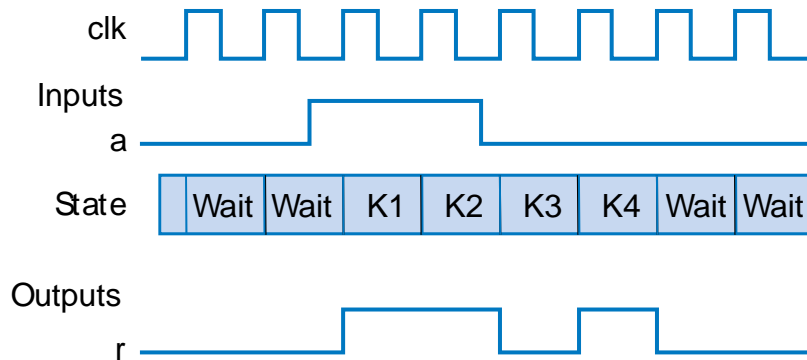 clk
Inputs
a
State Wait Wait K1 K2 K3 K4 Wait Wait
Outputs
r